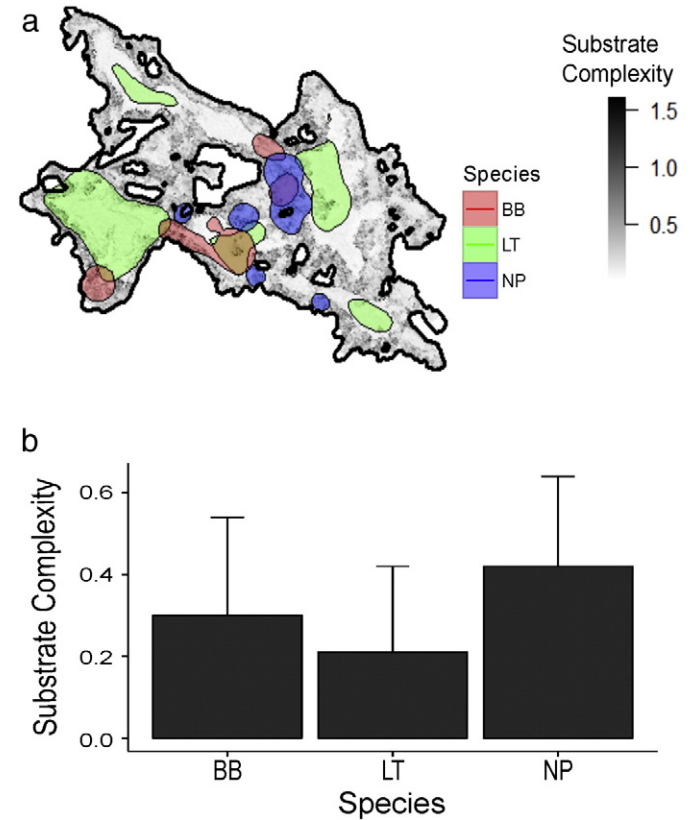 a
Substrate
Complexity
1.5
1.0
0.5
Species
BB
LT
NP
b
Substrate Complexity
0.6
0.4
0.2
0.0
BB LT NP
Species